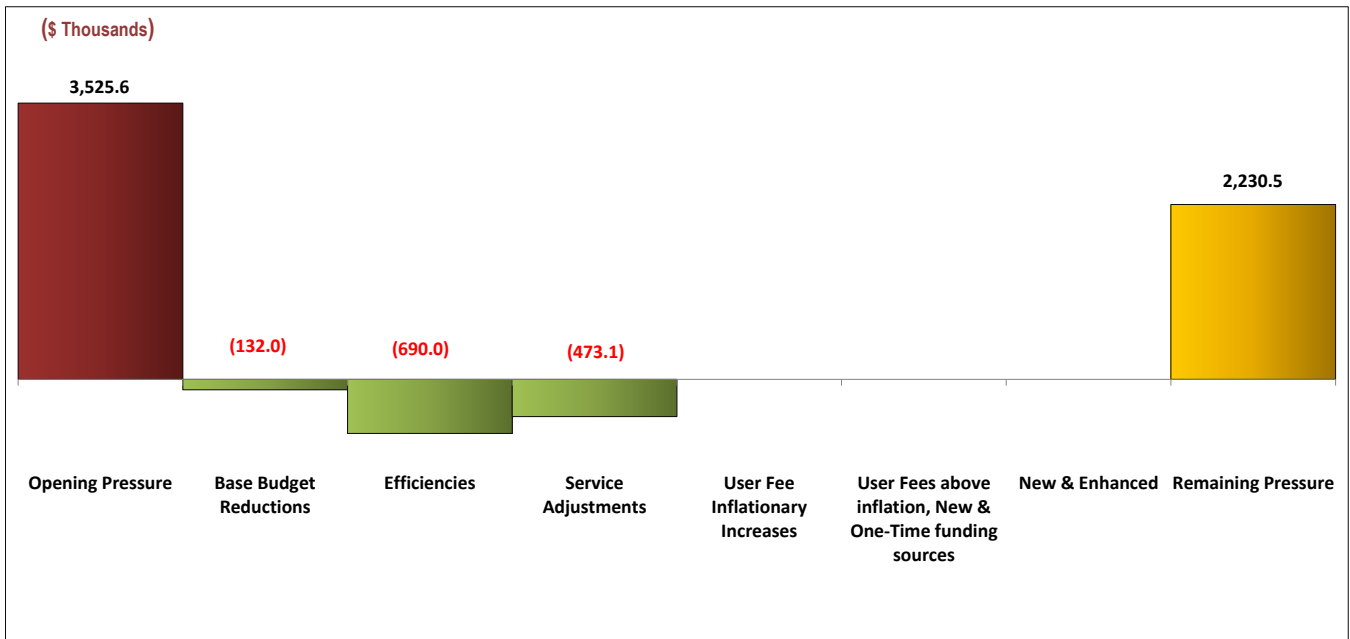 ($ Thousands)
3,525.6
2,230.5
(132.0)
(690.0)
(473.1)
Opening Pressure
Base Budget
Reductions
Efficiencies
Service
Adjustments
User Fee
Inflationary
Increases
User Fees above
inflation, New &
One-Time funding
sources
New & Enhanced
Remaining Pressure